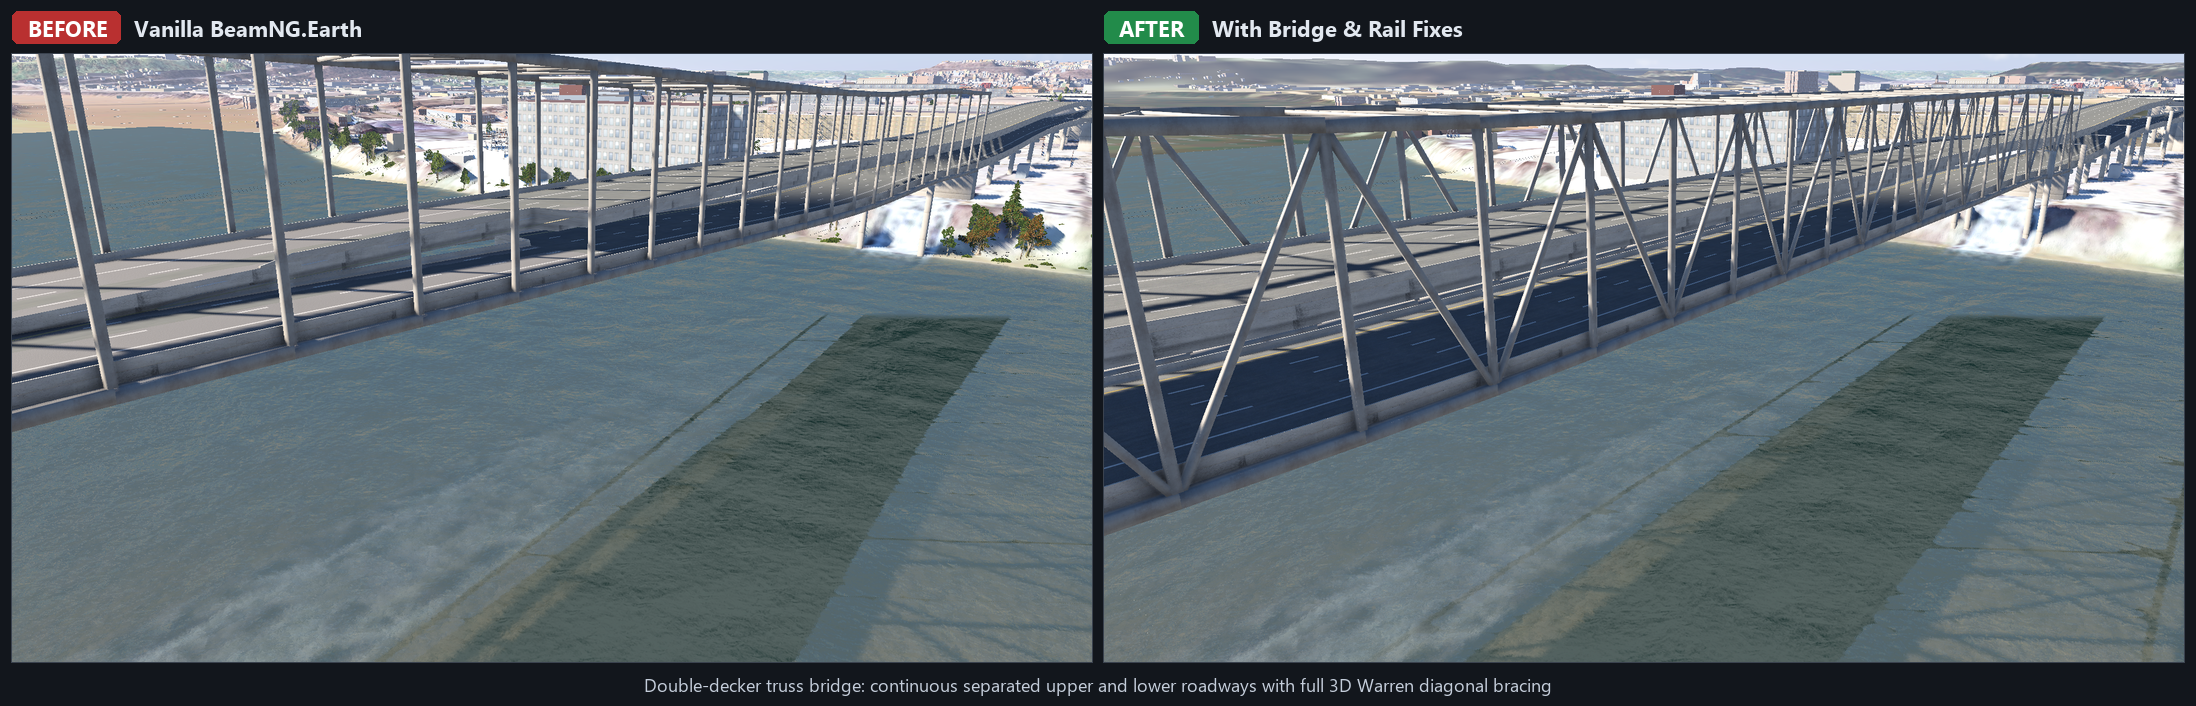 BEFORE Vanilla BeamNG.Earth
AFTER With Bridge & Rail Fixes
Double-decker truss bridge: continuous separated upper and lower roadways with full 3D Warren diagonal bracing